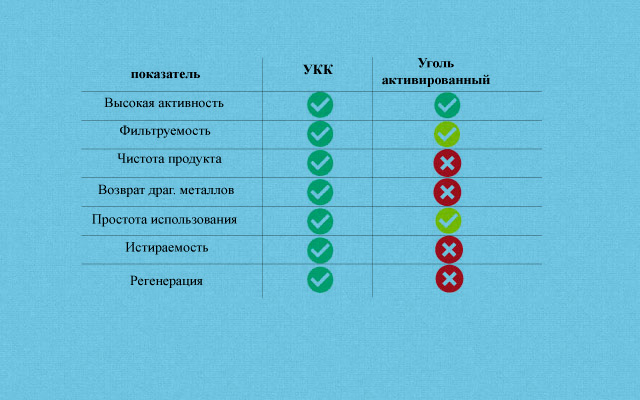 показатель УКК Уголь
активированный
Высокая активность
Фильтруемость
Чистота продукта
Возврат драг. металлов
Простота использования
Истираемость
Регенерация